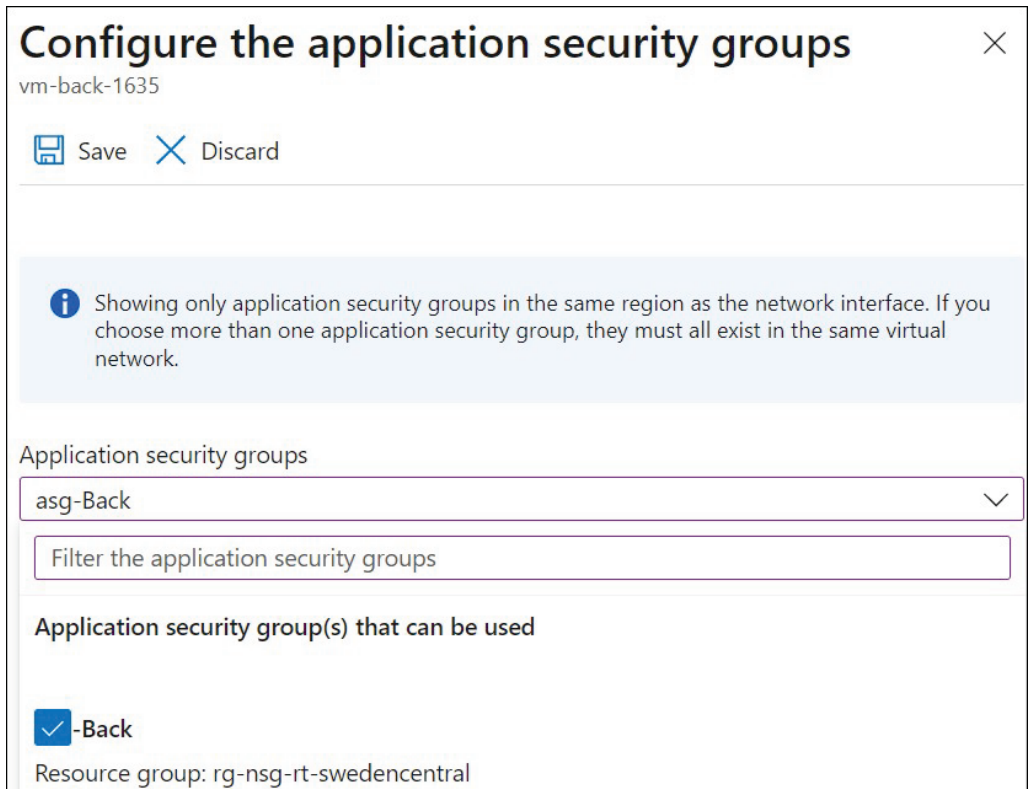 Configure the application security groups
vm-back-1635
Save Discard
Showing only application security groups in the same region as the network interface. If you
choose more than one application security group, they must all exist in the same virtual
network.
Application security groups
asg-Back
Filter the application security groups
Application security group(s) that can be used
-Back
Resource group: rg-nsg-rt-swedencentral